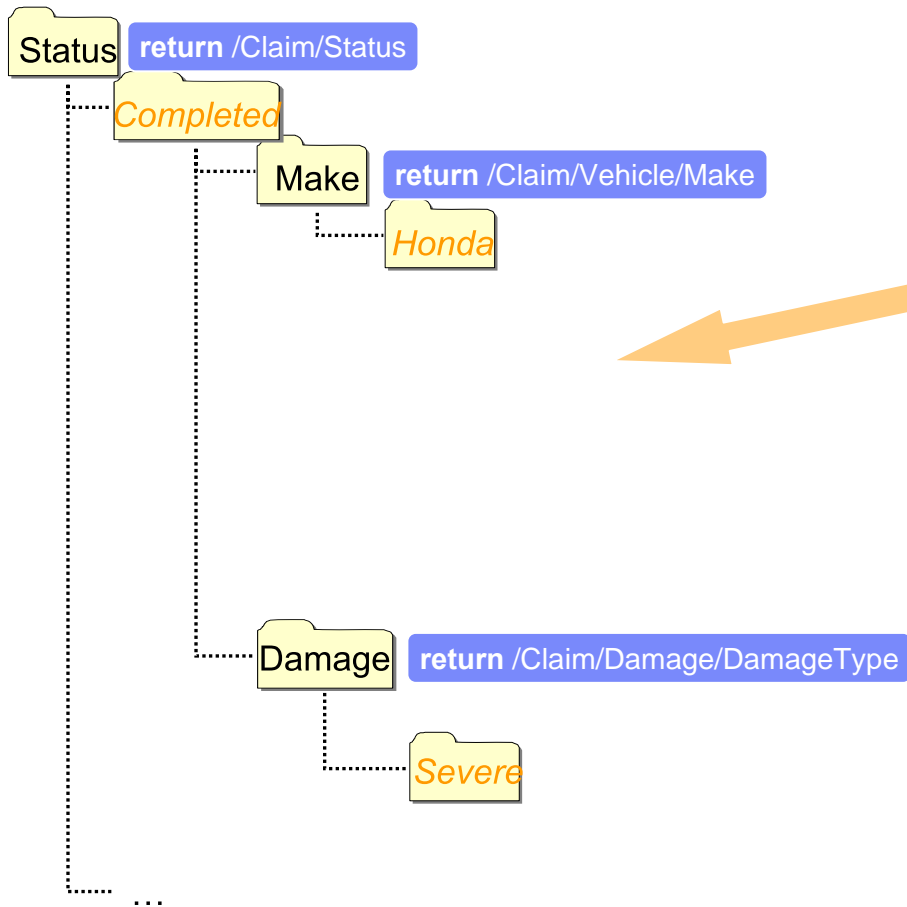 Status
return /Claim/Status
Completed
Make
return /Claim/Vehicle/Make
Honda
Damage
return /Claim/Damage/DamageType
Severe
...